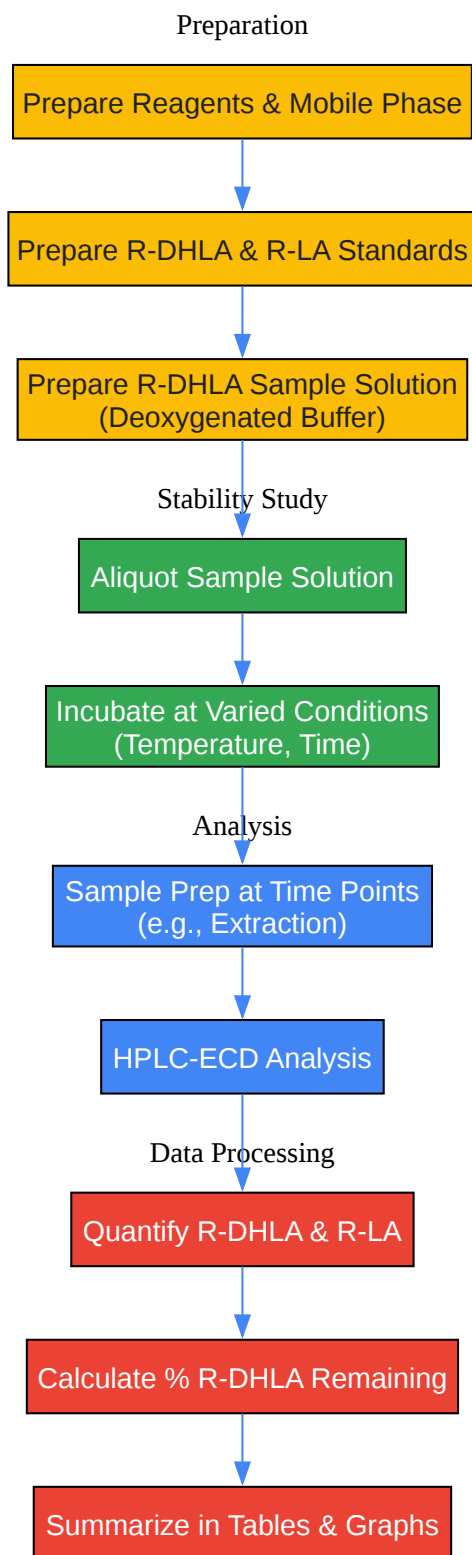 Preparation
Prepare Reagents & Mobile Phase
Prepare R-DHLA & R-LA Standards
Prepare R-DHLA Sample Solution
(Deoxygenated Buffer)
Stability Study
Aliquot Sample Solution
Incubate at Varied Conditions
(Temperature, Time)
Analysis
Sample Prep at Time Points
(e.g., Extraction)
HPLC-ECD Analysis
Data Processing
Quantify R-DHLA & R-LA
Calculate % R-DHLA Remaining
Summarize in Tables & Graphs